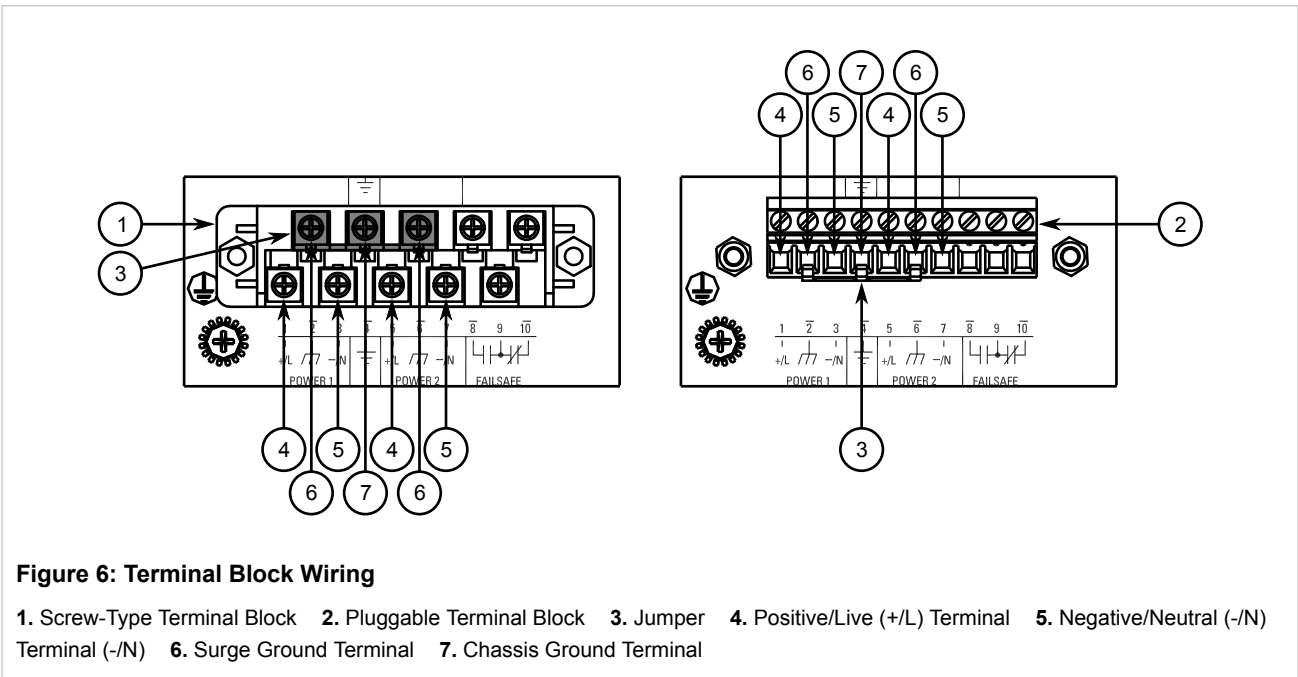 6 7 6
4 5 4 5
1
2
3
1 2 3 4 5 6 7 8 9 10
+/L −/N +/L −/N
POWER 1 POWER 2 FAILSAFE
4 5 4 5
6 7 6
1 2 3 4 5 6 7 8 9 10
+/L −/N +/L −/N
POWER 1 POWER 2 FAILSAFE
3
Figure 6: Terminal Block Wiring
1. Screw-Type Terminal Block 2. Pluggable Terminal Block 3. Jumper 4. Positive/Live (+/L) Terminal 5. Negative/Neutral (-/N)
Terminal (-/N) 6. Surge Ground Terminal 7. Chassis Ground Terminal